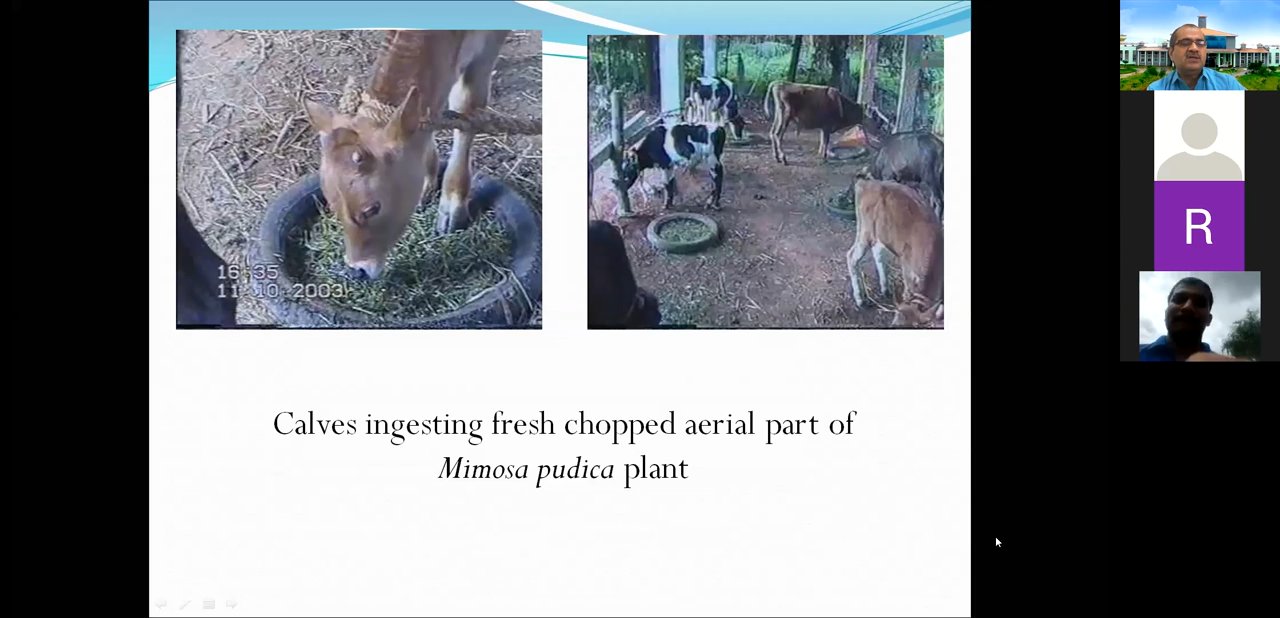 16:35
11.10.2003
Calves ingesting fresh chopped aerial part of
Mimosa pudica plant
R